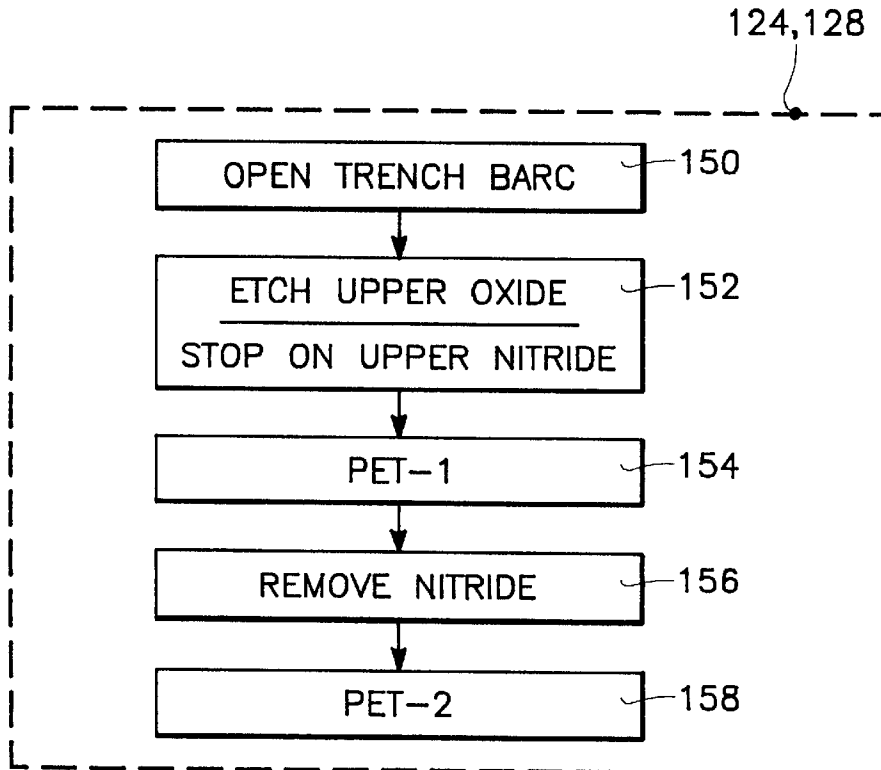 124,128
OPEN TRENCH BARC
150
ETCH UPPER OXIDE
STOP ON UPPER NITRIDE
152
PET-1
154
REMOVE NITRIDE
156
PET-2
158